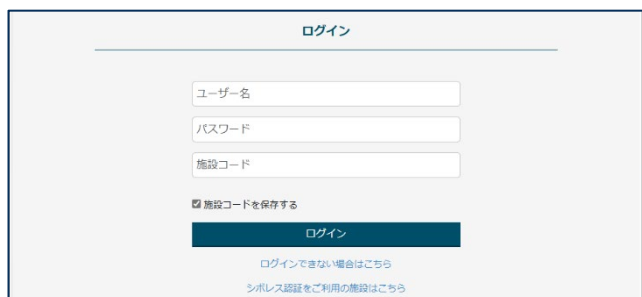 ログイン
ユーザー名
パスワード
施設コード
施設コードを保存する
ログイン
ログインできない場合はこちら
シボレス認証をご利用の施設はこちら